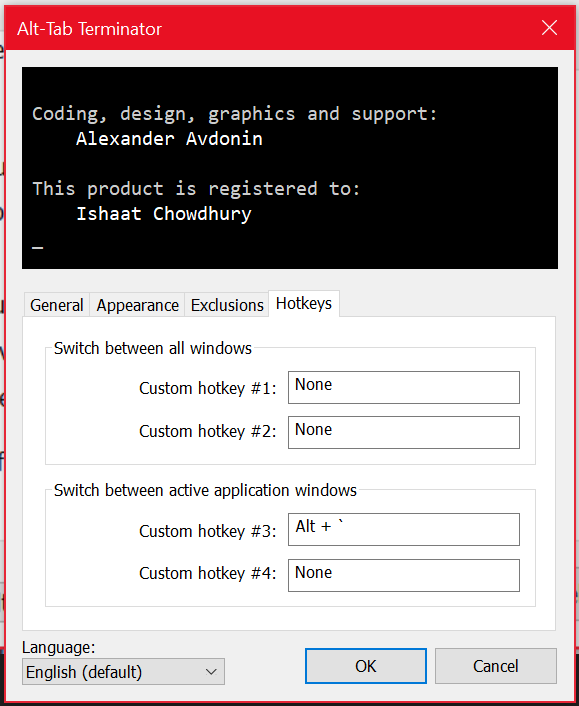 Alt-Tab Terminator
Coding, design, graphics and support:
Alexander Avdonin
This product is registered to:
Ishaat Chowdhury
_
General Appearance Exclusions Hotkeys
Switch between all windows
Custom hotkey #1: None
Custom hotkey #2: None
Switch between active application windows
Custom hotkey #3: Alt + `
Custom hotkey #4: None
Language:
English (default) OK Cancel